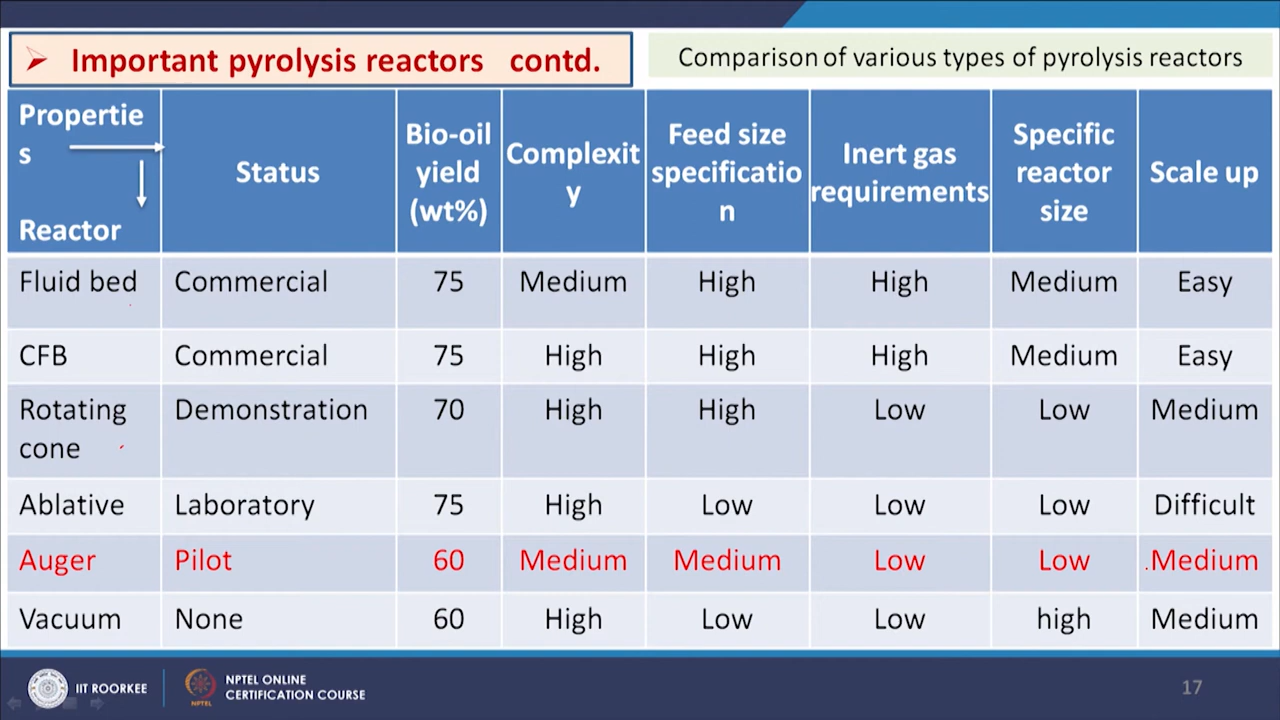 Important pyrolysis reactors contd.
Comparison of various types of pyrolysis reactors
Propertie
s
Reactor
Status
Bio-oil
yield
(wt%)
Complexit
y
Feed size
specificatio
n
Inert gas
requirements
Specific
reactor
size
Scale up
Fluid bed Commercial 75 Medium High High Medium Easy
CFB Commercial 75 High High High Medium Easy
Rotating Demonstration 70 High High Low Low Medium
cone
Ablative Laboratory 75 High Low Low Low Difficult
Auger Pilot 60 Medium Medium Low Low Medium
Vacuum None 60 High Low Low high Medium
IIT ROORKEE
NPTEL
NPTEL ONLINE
CERTIFICATION COURSE
17